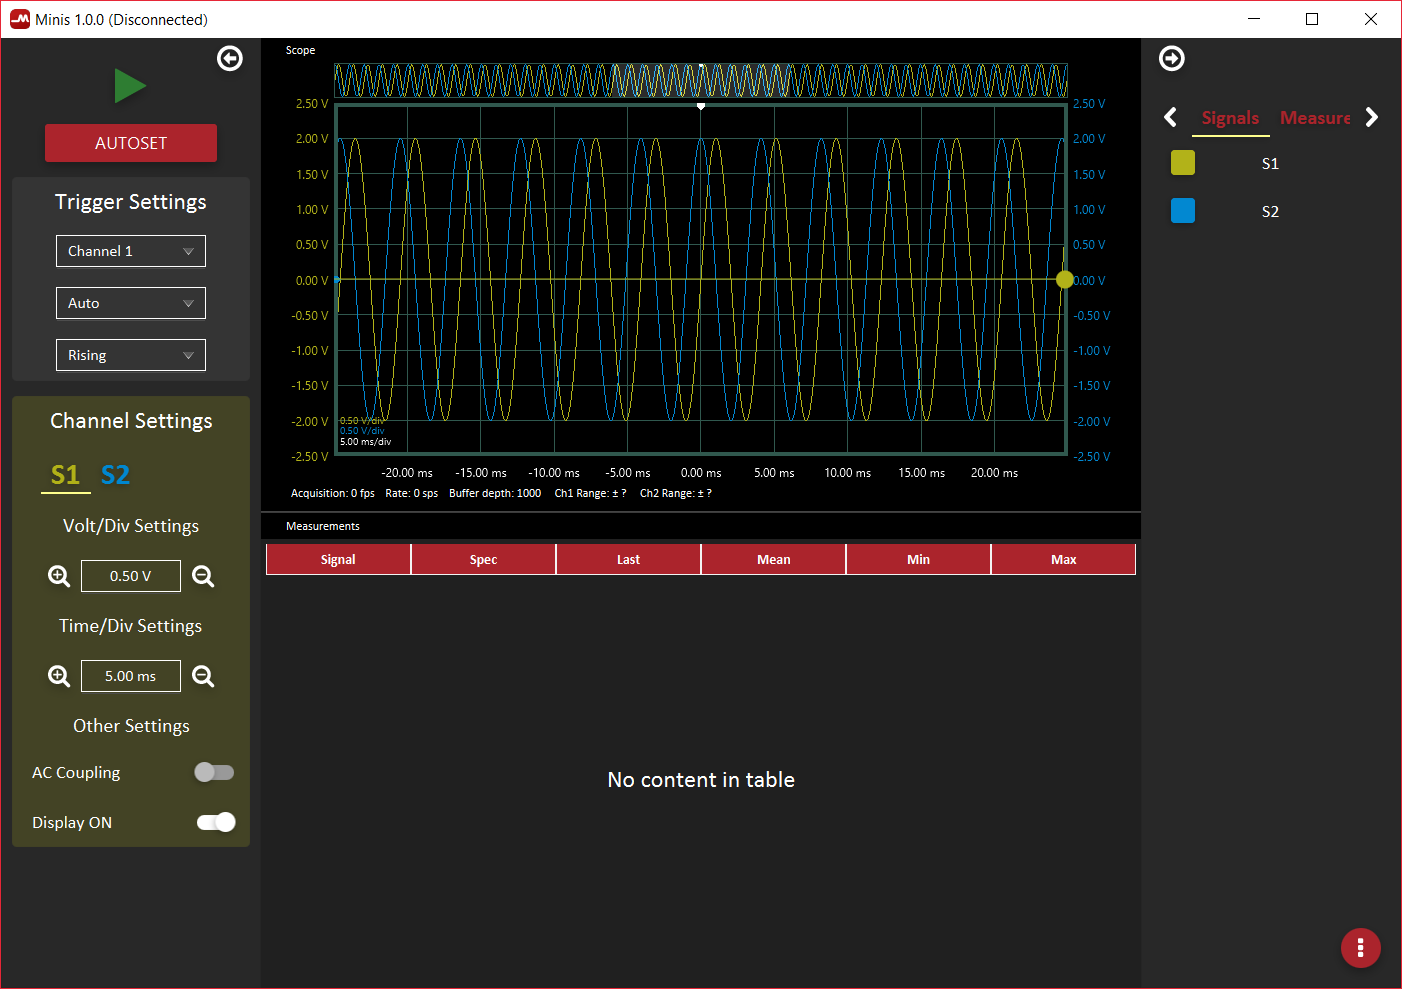 Minis 1.0.0 (Disconnected)
AUTOSET
Trigger Settings
Channel 1
Auto
Rising
Channel Settings
S1 S2
Volt/Div Settings
0.50 V
Time/Div Settings
5.00 ms
Other Settings
AC Coupling
Display ON
Scope
2.50 V
2.00 V
1.50 V
1.00 V
0.50 V
0.00 V
-0.50 V
-1.00 V
-1.50 V
-2.00 V
-2.50 V
2.50 V
2.00 V
1.50 V
1.00 V
0.50 V
0.00 V
-0.50 V
-1.00 V
-1.50 V
-2.00 V
-2.50 V
0.50 V/div
0.50 V/div
5.00 ms/div
-20.00 ms -15.00 ms -10.00 ms -5.00 ms 0.00 ms 5.00 ms 10.00 ms 15.00 ms 20.00 ms
Acquisition: 0 fps Rate: 0 sps Buffer depth: 1000 Ch1 Range: ± ? Ch2 Range: ± ?
Measurements
Signal Spec Last Mean Min Max
No content in table
Signals Measure
S1
S2